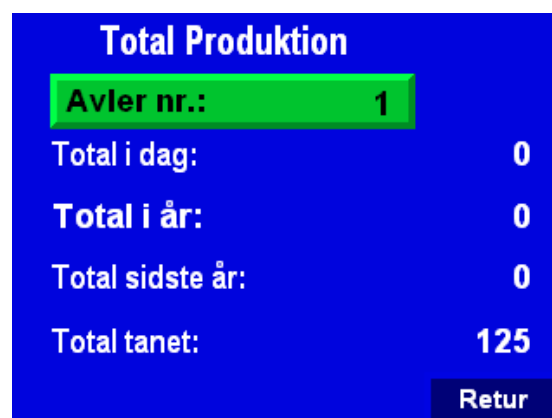 Total Produktion
Avler nr.: 1
Total i dag: 0
Total i år: 0
Total sidste år: 0
Total tanet: 125
Retur